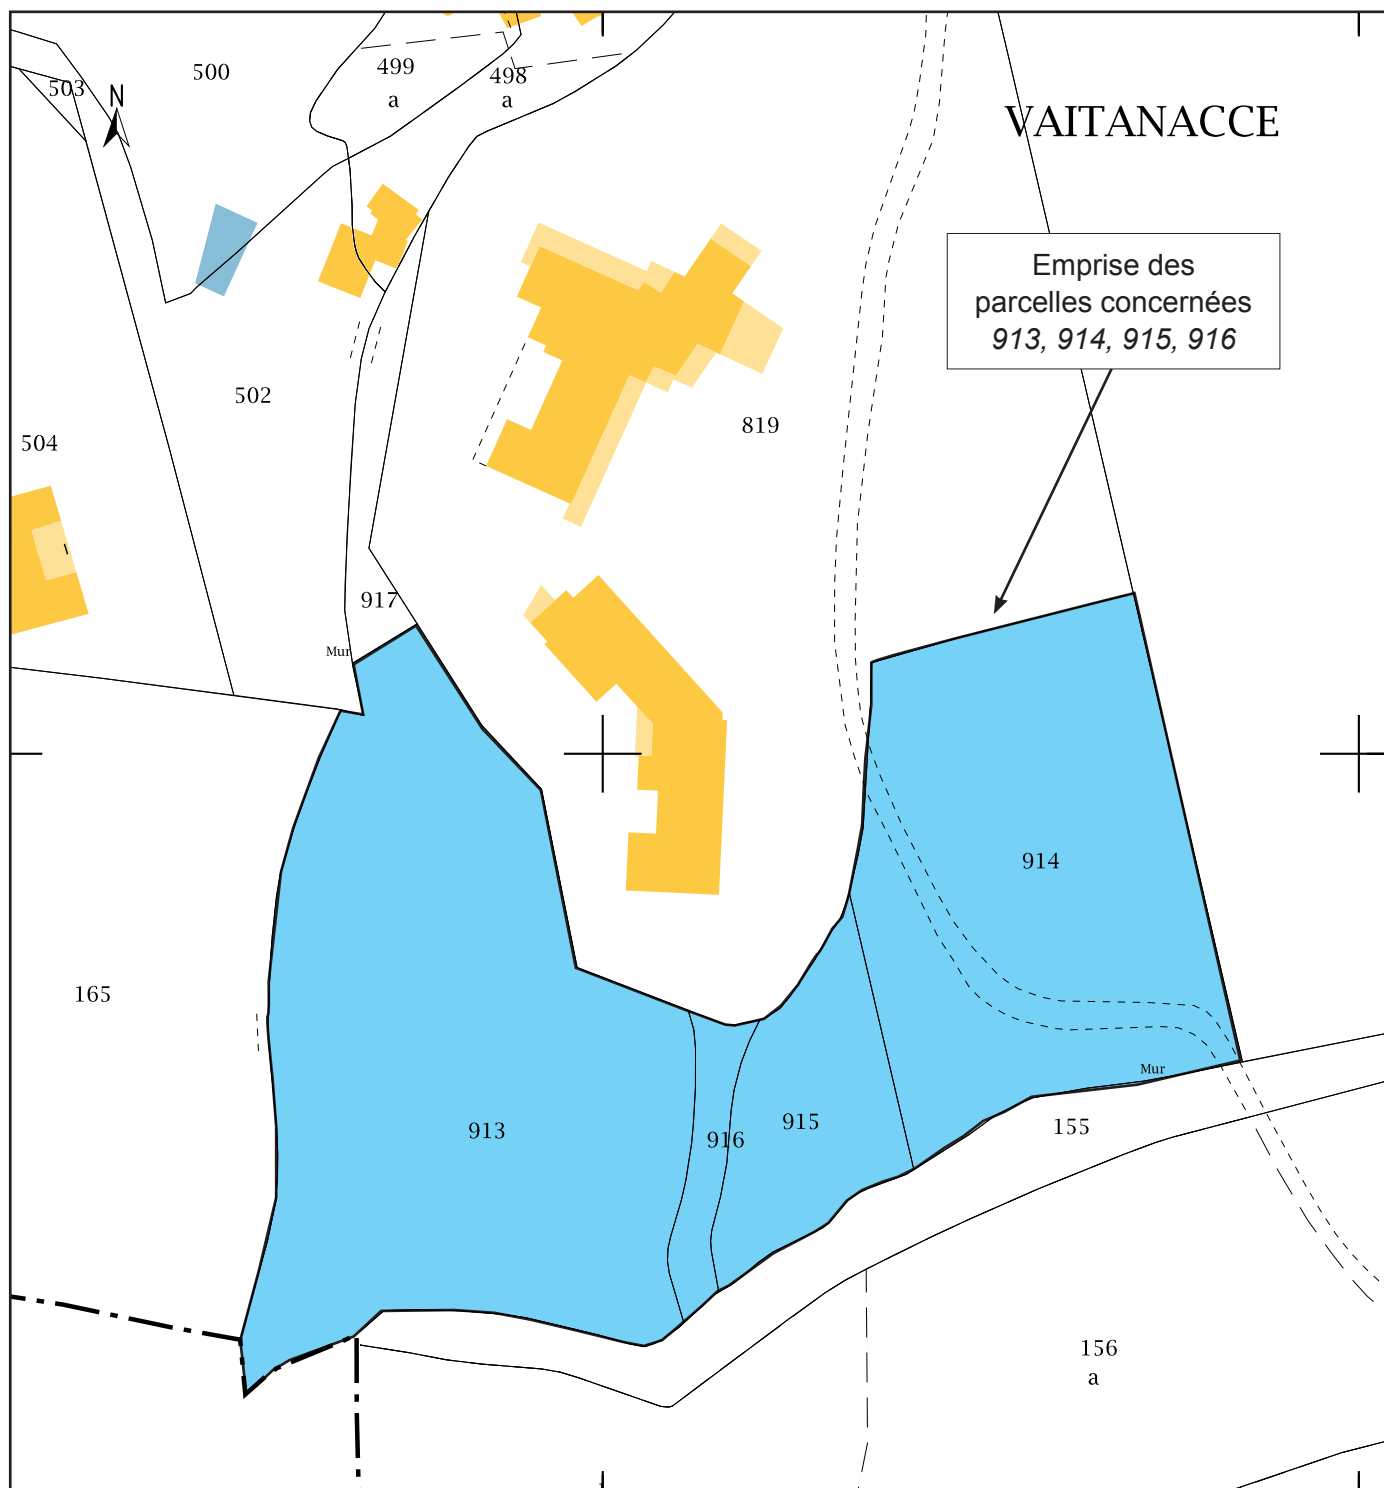 500
499
a
498
a
503
N
VAITANACCE
Emprise des
parcelles concernées
913, 914, 915, 916
502
819
504
917
Mur
914
165
Mur
913
916
915
155
156
a